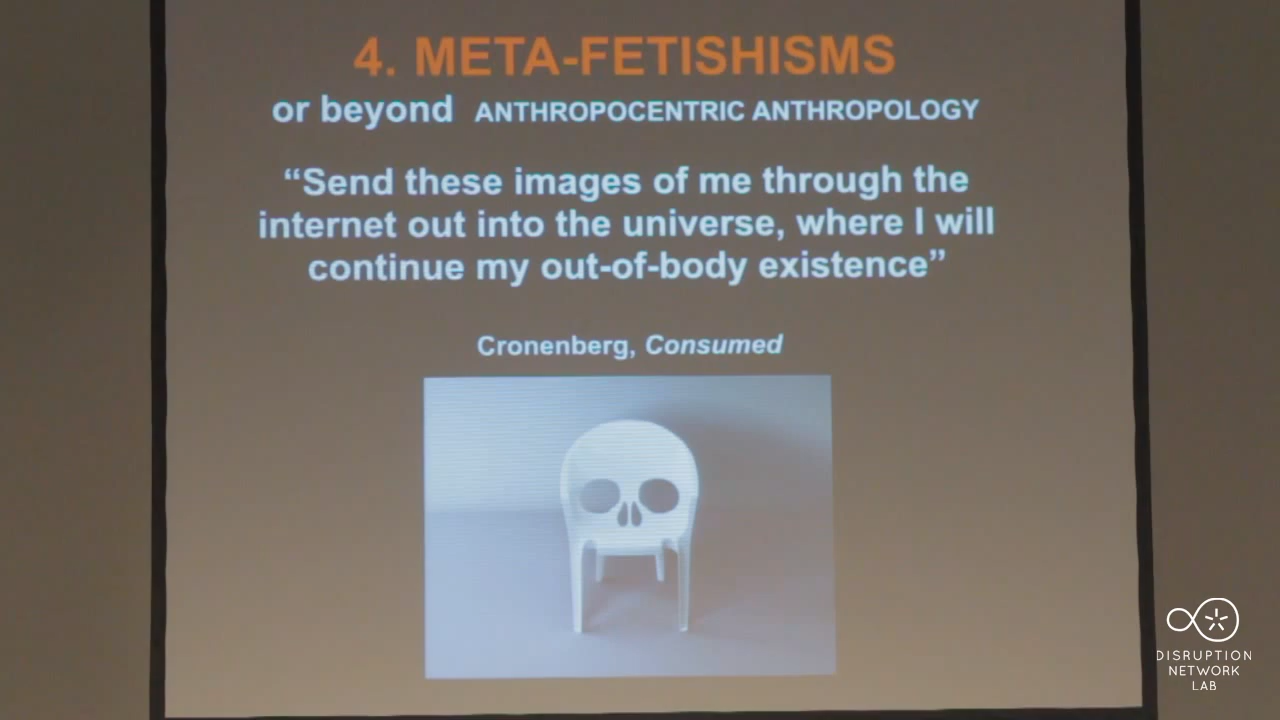 4. META-FETISHISMS
or beyond ANTHROPOCENTRIC ANTHROPOLOGY
“Send these images of me through the
internet out into the universe, where I will
continue my out-of-body existence”
Cronenberg, Consumed
DISRUPTION
NETWORK
LAB